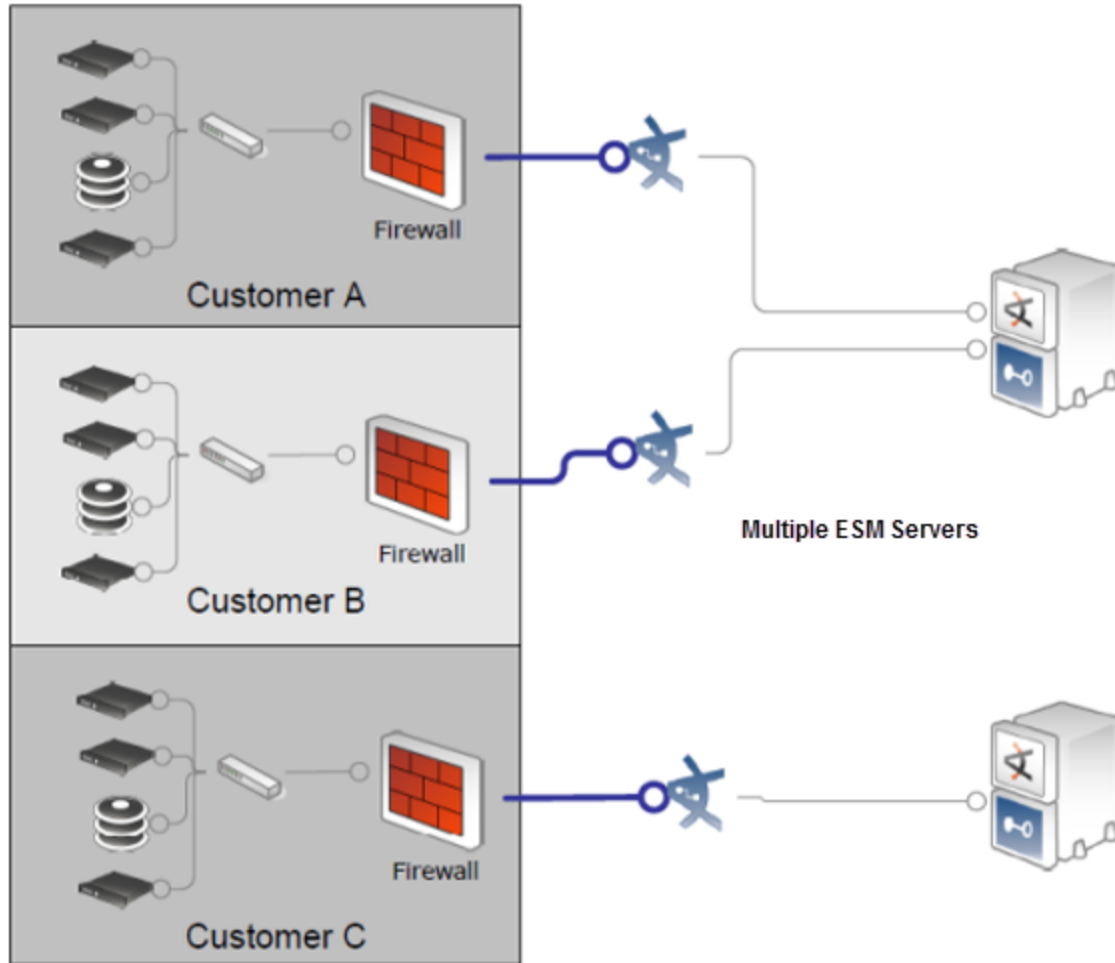 Firewall
Customer A
Firewall
Customer B
Multiple ESM Servers
Firewall
Customer C